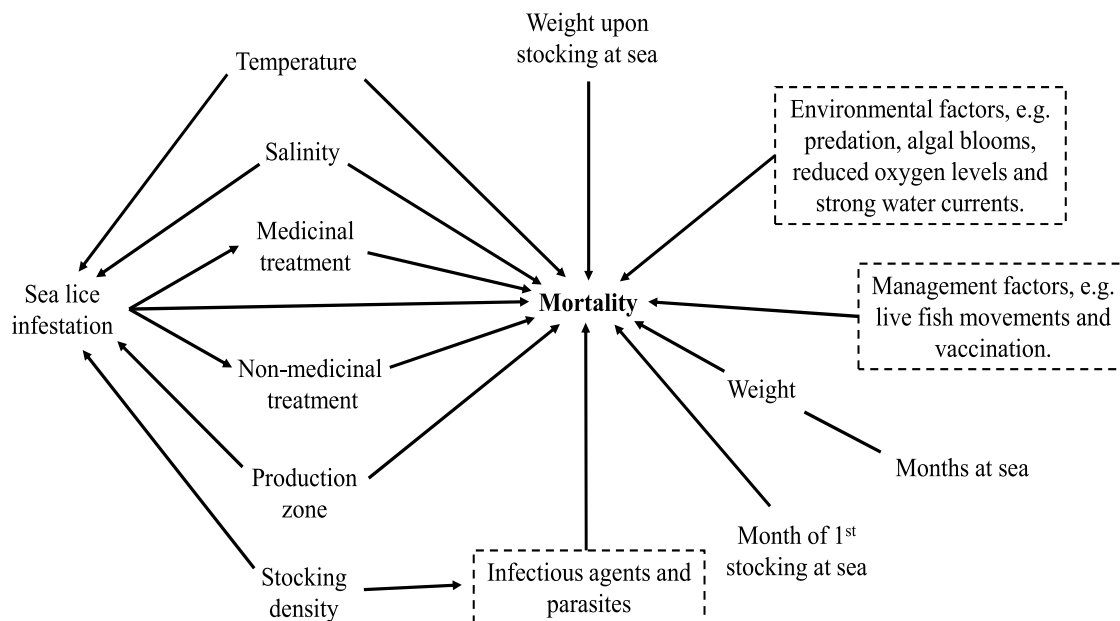 Weight upon
stocking at sea
Temperature
Environmental factors, e.g.
predation, algal blooms,
reduced oxygen levels and
strong water currents.
Salinity
Medicinal
treatment
Sea lice
infestation
Mortality
Management factors, e.g.
live fish movements and
vaccination.
Non-medicinal
treatment
Weight
Months at sea
Production
zone
Month of 1st
stocking at sea
Stocking
density
Infectious agents and
parasites